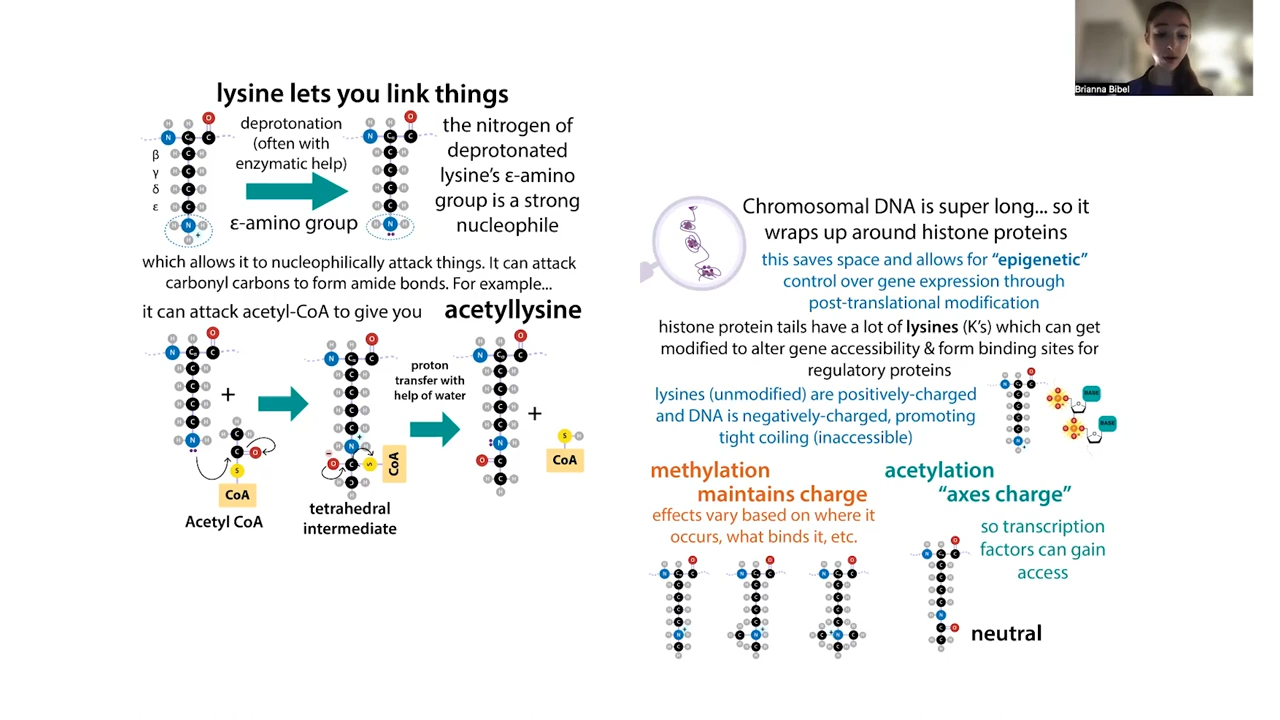 Brianna Bibel
lysine lets you link things
deprotonation
(often with
enzymatic help)
β
γ
δ
ε
ε-amino group
the nitrogen of
deprotonated
lysine's ε-amino
group is a strong
nucleophile
which allows it to nucleophilically attack things. It can attack
carbonyl carbons to form amide bonds. For example...
it can attack acetyl-CoA to give you acetyllysine
+
CoA
Acetyl CoA
CoA
tetrahedral
intermediate
proton
transfer with
help of water
+
S
CoA
Chromosomal DNA is super long... so it
wraps up around histone proteins
this saves space and allows for "epigenetic"
control over gene expression through
post-translational modification
histone protein tails have a lot of lysines (K's) which can get
modified to alter gene accessibility & form binding sites for
regulatory proteins
lysines (unmodified) are positively-charged
and DNA is negatively-charged, promoting
tight coiling (inaccessible)
BASE
BASE
methylation
maintains charge
effects vary based on where it
occurs, what binds it, etc.
acetylation
"axes charge"
so transcription
factors can gain
access
neutral